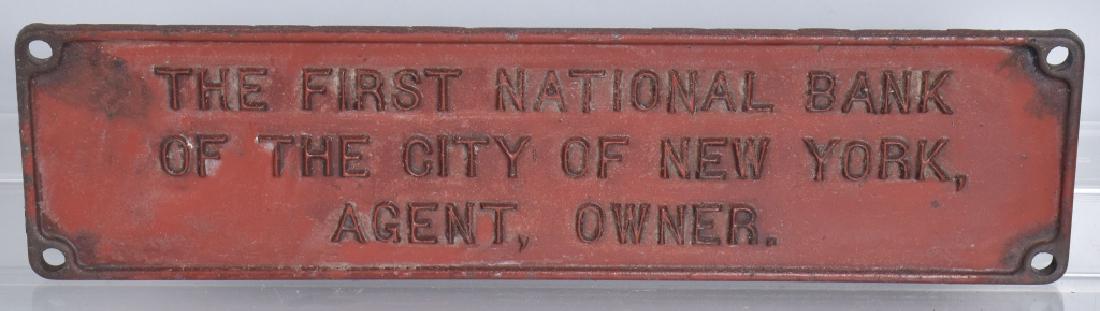 THE FIRST NATIONAL BANK
OF THE CITY OF NEW YORK,
AGENT, OWNER.